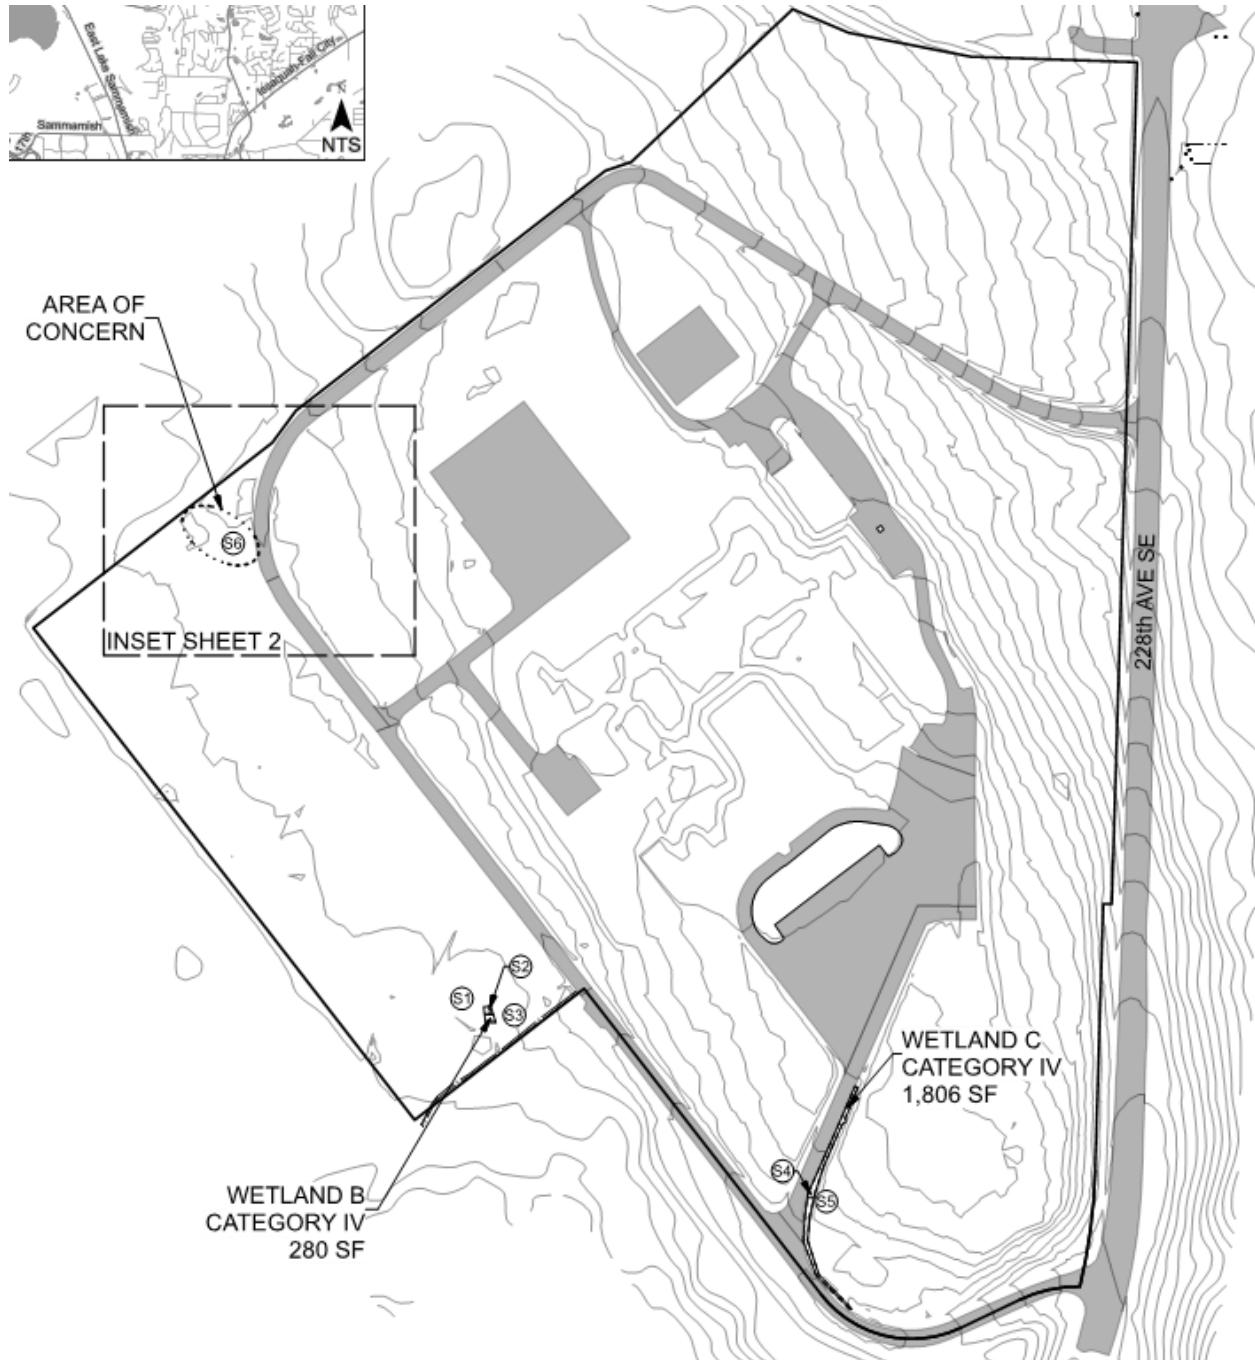 East Lake Sammamish
Issaquah-Fall City
Sammamish
17th
NTS
AREA OF
CONCERN
S6
INSET SHEET 2
228th AVE SE
S2
S1
S3
WETLAND C
CATEGORY IV
1,806 SF
S4
S5
WETLAND B
CATEGORY IV
280 SF